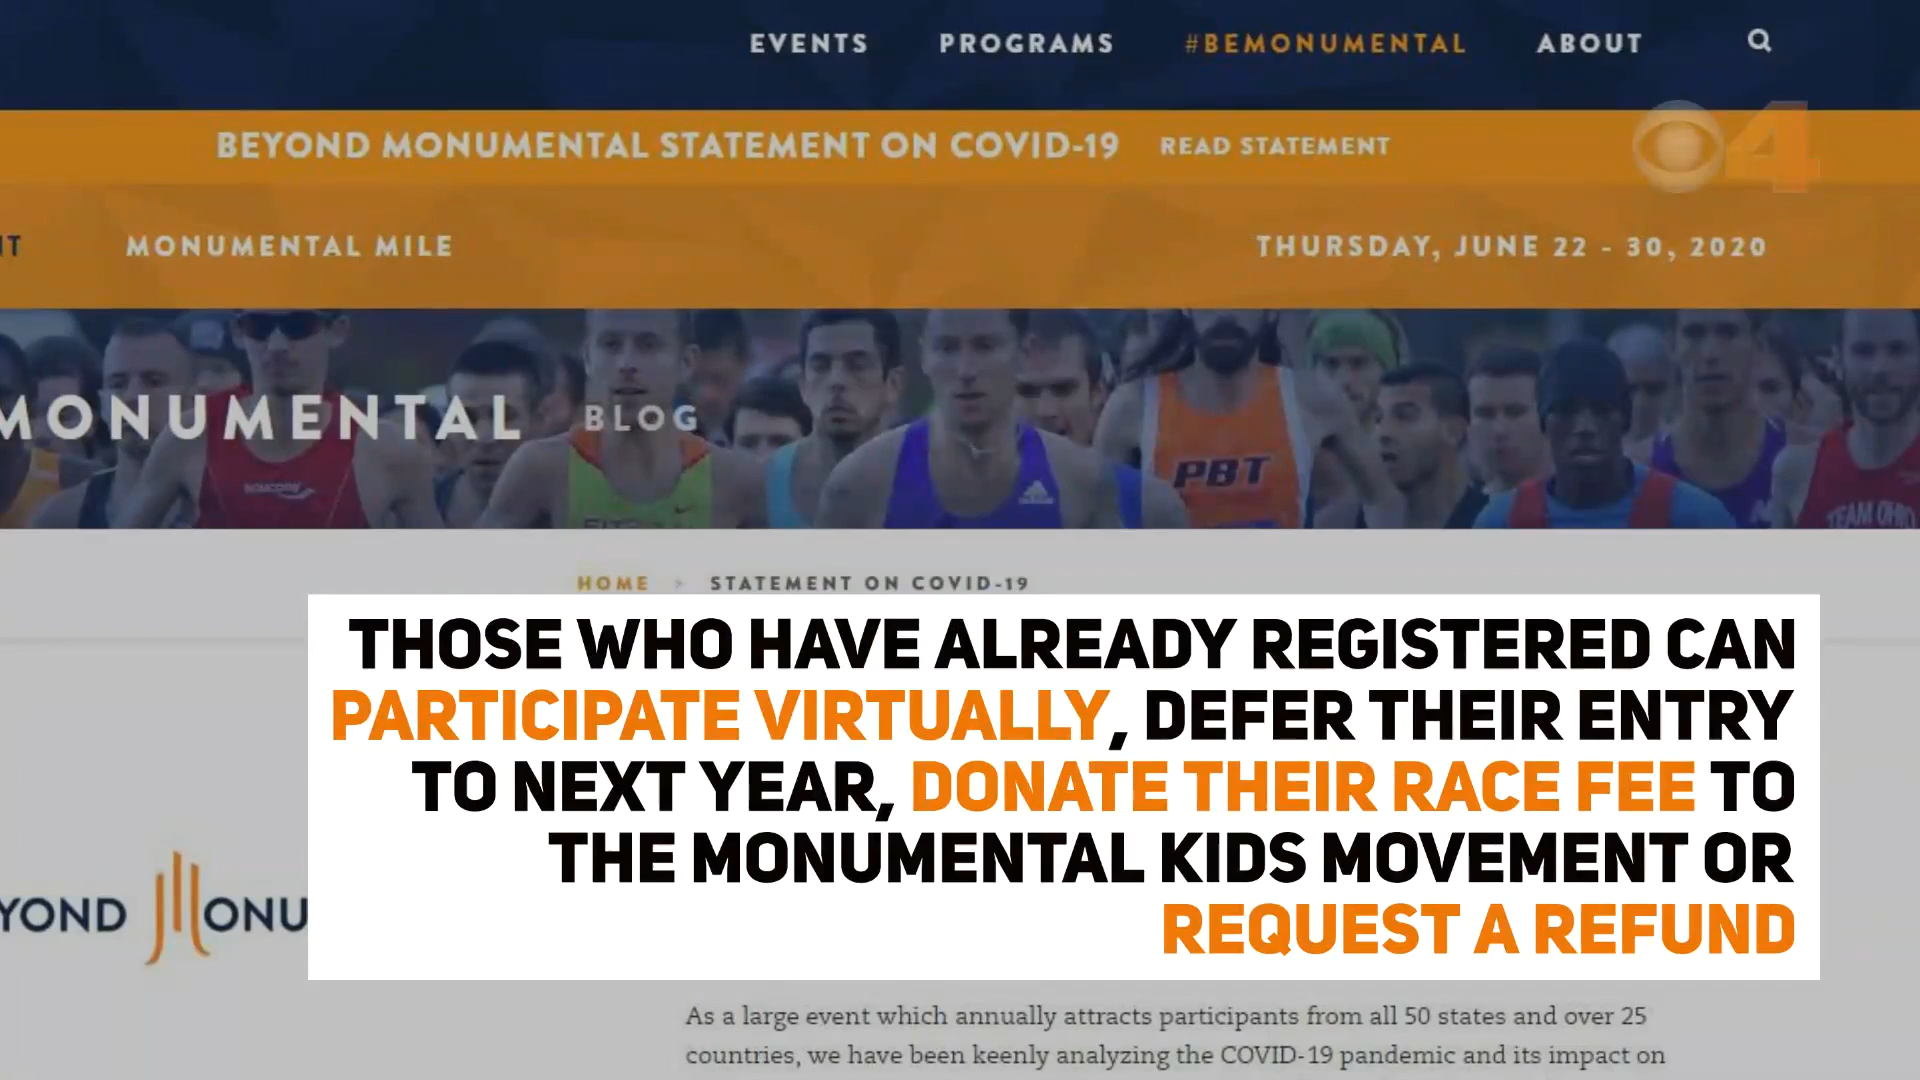 EVENTS PROGRAMS #BEMONUMENTAL ABOUT
BEYOND MONUMENTAL STATEMENT ON COVID-19 READ STATEMENT
4
MONUMENTAL MILE THURSDAY, JUNE 22 - 30, 2020
MONUMENTAL BLOG
PBT
TEAM OHIO
HOME > STATEMENT ON COVID-19
THOSE WHO HAVE ALREADY REGISTERED CAN
PARTICIPATE VIRTUALLY, DEFER THEIR ENTRY
TO NEXT YEAR, DONATE THEIR RACE FEE TO
THE MONUMENTAL KIDS MOVEMENT OR
REQUEST A REFUND
YOND MONU
As a large event which annually attracts participants from all 50 states and over 25
countries, we have been keenly analyzing the COVID-19 pandemic and its impact on